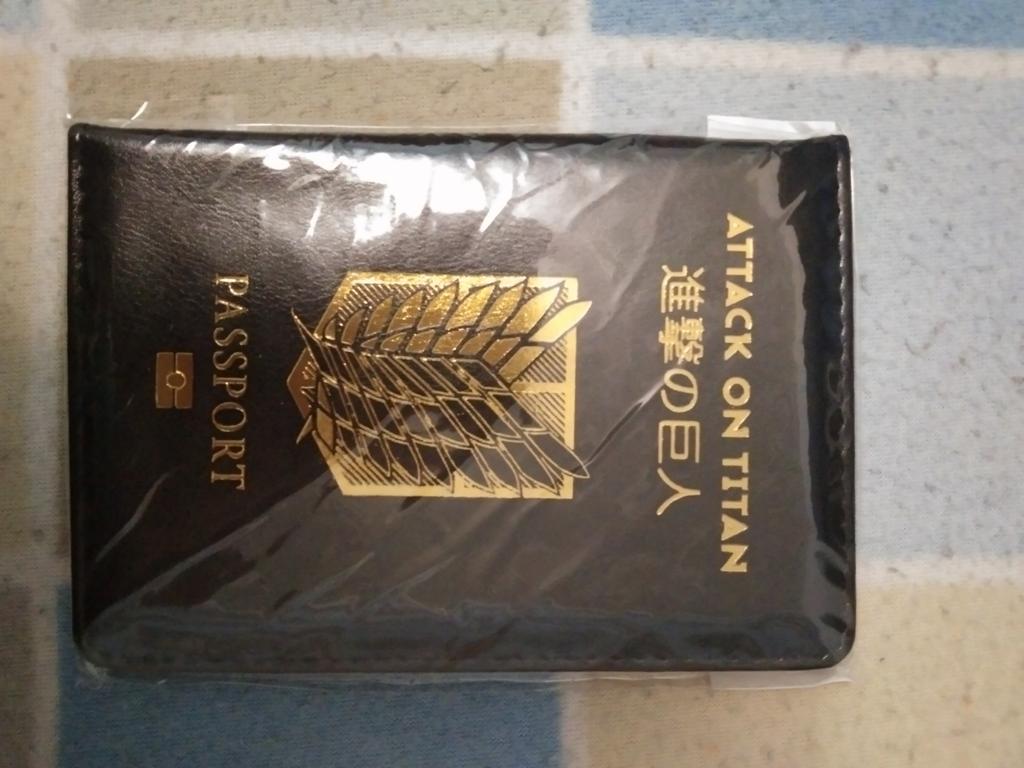 ATTACK ON TITAN
進撃の巨人
PASSPORT